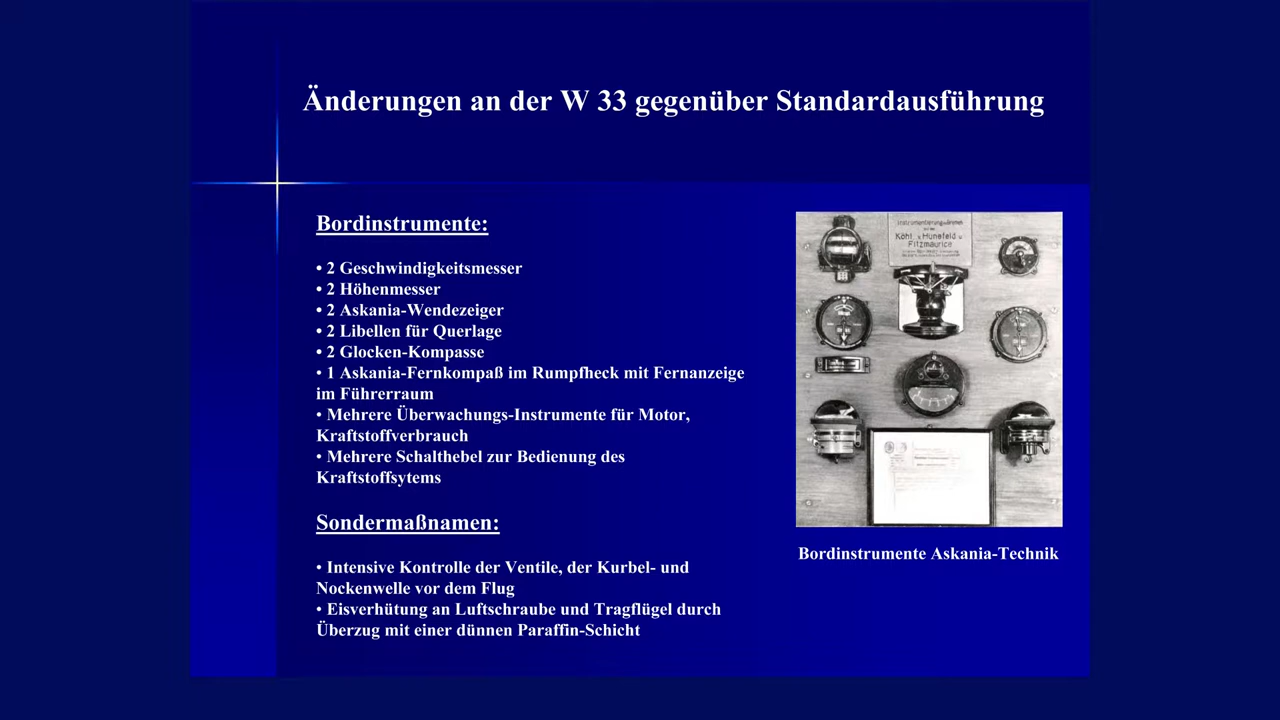 Änderungen an der W 33 gegenüber Standardausführung
Bordinstrumente:
• 2 Geschwindigkeitsmesser
• 2 Höhenmesser
• 2 Askania-Wendezeiger
• 2 Libellen für Querlage
• 2 Glocken-Kompasse
• 1 Askania-Fernkompaß im Rumpfheck mit Fernanzeige
im Führerraum
• Mehrere Überwachungs-Instrumente für Motor,
Kraftstoffverbrauch
• Mehrere Schalthebel zur Bedienung des
Kraftstoffsytems
Sondermaßnamen:
• Intensive Kontrolle der Ventile, der Kurbel- und
Nockenwelle vor dem Flug
• Eisverhütung an Luftschraube und Tragflügel durch
Überzug mit einer dünnen Paraffin-Schicht
Köhl v. Hünefeld u.
Fitzmaurice
Bordinstrumente Askania-Technik